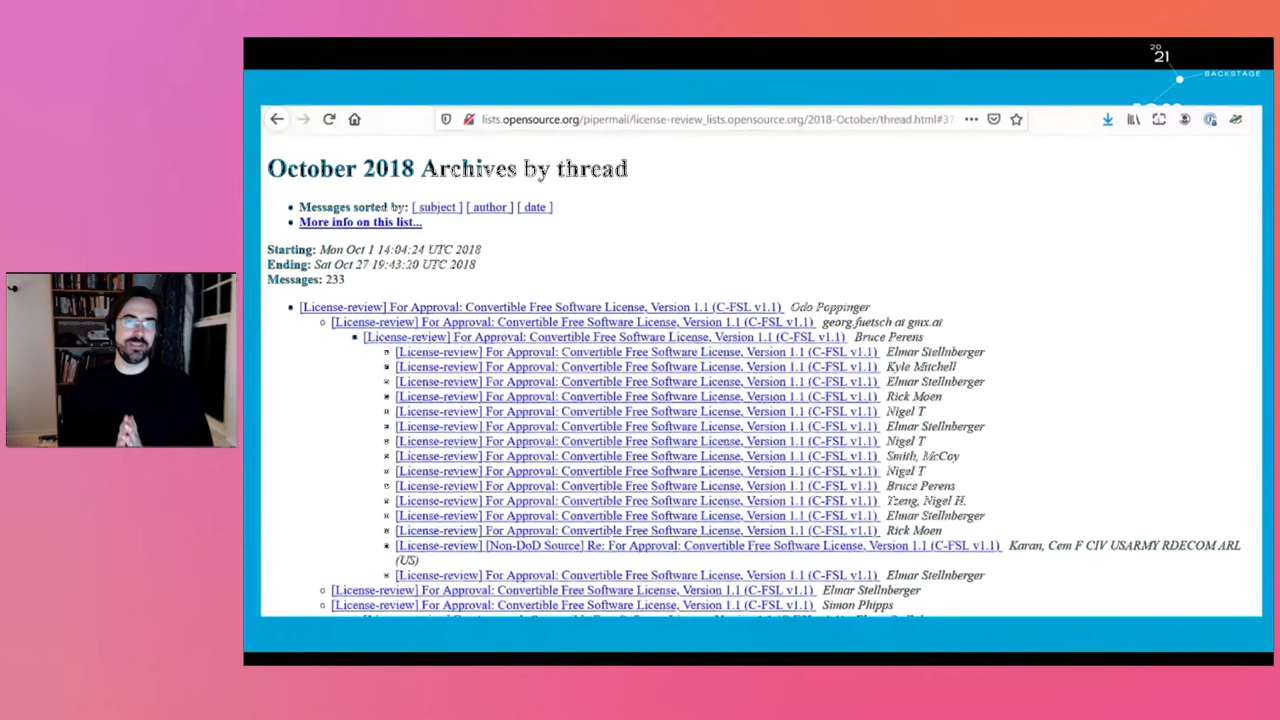 20
21
BACKSTAGE
lists.opensource.org/pipermail/license-review_lists.opensource.org/2018-October/thread.html#37
October 2018 Archives by thread
• Messages sorted by: [ subject ] [ author ] [ date ]
• More info on this list...
Starting: Mon Oct 1 14:04:24 UTC 2018
Ending: Sat Oct 27 19:43:20 UTC 2018
Messages: 233
[License-review] For Approval: Convertible Free Software License, Version 1.1 (C-FSL v1.1) Odo Poppinger
[License-review] For Approval: Convertible Free Software License, Version 1.1 (C-FSL v1.1) georg.fuetsch at gmx.at
[License-review] For Approval: Convertible Free Software License, Version 1.1 (C-FSL v1.1) Bruce Perens
[License-review] For Approval: Convertible Free Software License, Version 1.1 (C-FSL v1.1) Elmar Stellnberger
[License-review] For Approval: Convertible Free Software License, Version 1.1 (C-FSL v1.1) Kyle Mitchell
[License-review] For Approval: Convertible Free Software License, Version 1.1 (C-FSL v1.1) Elmar Stellnberger
[License-review] For Approval: Convertible Free Software License, Version 1.1 (C-FSL v1.1) Rick Moen
[License-review] For Approval: Convertible Free Software License, Version 1.1 (C-FSL v1.1) Nigel T
[License-review] For Approval: Convertible Free Software License, Version 1.1 (C-FSL v1.1) Elmar Stellnberger
[License-review] For Approval: Convertible Free Software License, Version 1.1 (C-FSL v1.1) Nigel T
[License-review] For Approval: Convertible Free Software License, Version 1.1 (C-FSL v1.1) Smith, McCoy
[License-review] For Approval: Convertible Free Software License, Version 1.1 (C-FSL v1.1) Nigel T
[License-review] For Approval: Convertible Free Software License, Version 1.1 (C-FSL v1.1) Bruce Perens
[License-review] For Approval: Convertible Free Software License, Version 1.1 (C-FSL v1.1) Tzeng, Nigel H.
[License-review] For Approval: Convertible Free Software License, Version 1.1 (C-FSL v1.1) Elmar Stellnberger
[License-review] For Approval: Convertible Free Software License, Version 1.1 (C-FSL v1.1) Rick Moen
[License-review] [Non-DoD Source] Re: For Approval: Convertible Free Software License, Version 1.1 (C-FSL v1.1) Karan, Cem F CIV USARMY RDECOM ARL
(US)
[License-review] For Approval: Convertible Free Software License, Version 1.1 (C-FSL v1.1) Elmar Stellnberger
[License-review] For Approval: Convertible Free Software License, Version 1.1 (C-FSL v1.1) Elmar Stellnberger
[License-review] For Approval: Convertible Free Software License, Version 1.1 (C-FSL v1.1) Simon Phipps